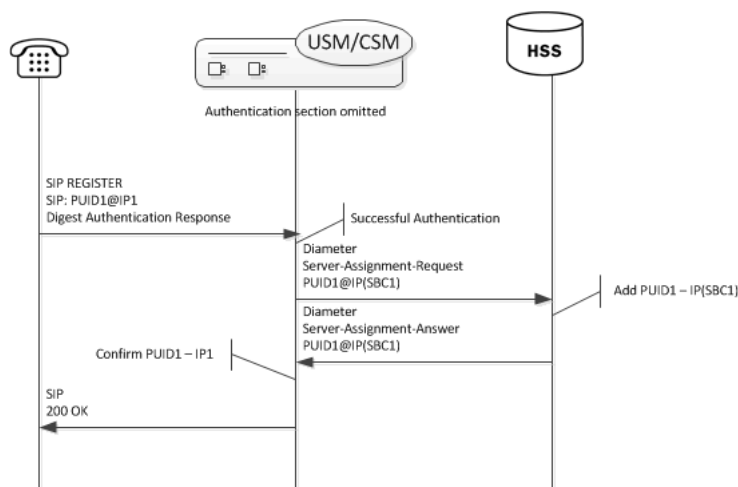 USM/CSM
HSS
Authentication section omitted
SIP REGISTER
SIP: PUID1@IP1
Digest Authentication Response
Successful Authentication
Diameter
Server-Assignment-Request
PUID1@IP(SBC1)
Add PUID1 – IP(SBC1)
Diameter
Server-Assignment-Answer
PUID1@IP(SBC1)
Confirm PUID1 – IP1
SIP
200 OK